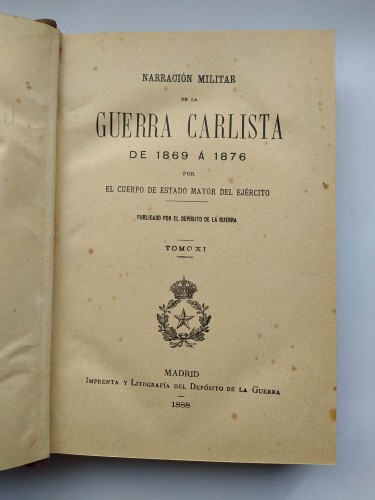 NARRACIÓN MILITAR
DE LA
GUERRA CARLISTA
DE 1869 Á 1876
POR
EL CUERPO DE ESTADO MAYOR DEL EJÉRCITO
PUBLICADO POR EL DEPÓSITO DE LA GUERRA
TOMO XI
MADRID
IMPRENTA Y LITOGRAFÍA DEL DEPÓSITO DE LA GUERRA
1888